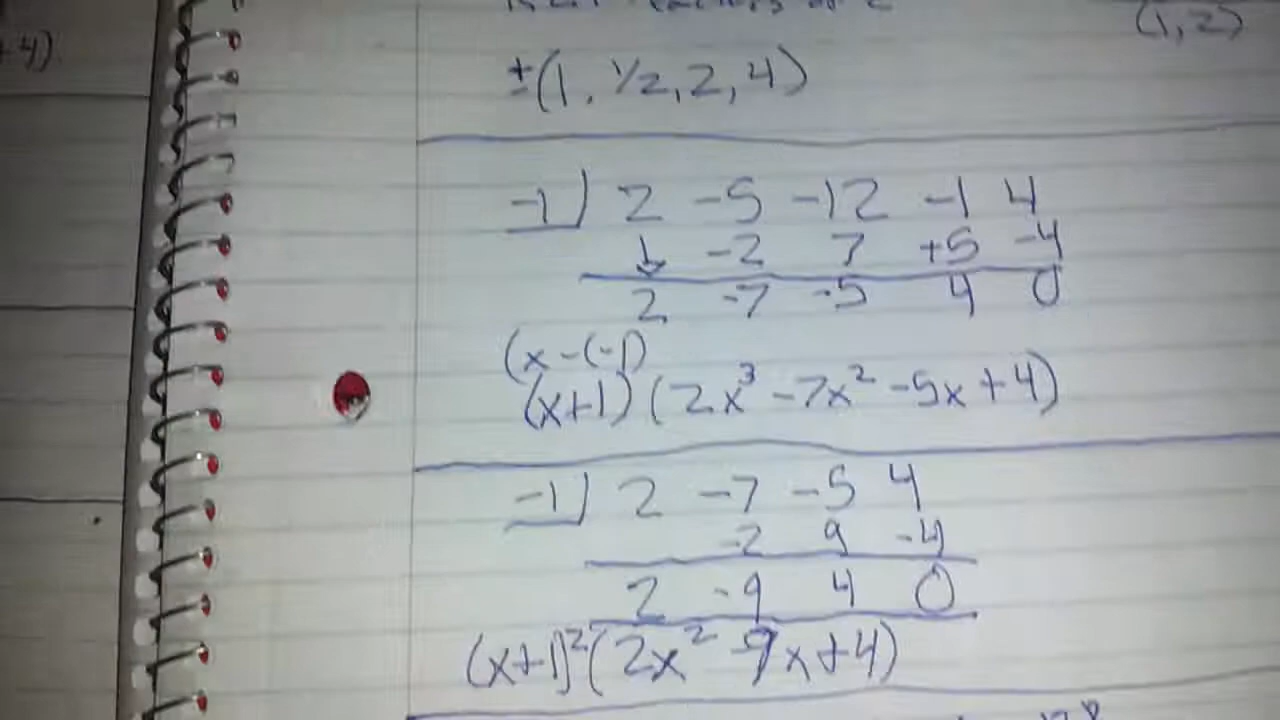 (1, 2)
+4)
±(1, 1/2, 2, 4)
-1⌋ 2 -5 -12 -1 4
↓ -2 7 +5 -4
2 -7 -5 4 0
(x-(-1)
(x+1)(2x³-7x²-5x+4)
-1⌋ 2 -7 -5 4
-2 9 -4
2 -9 4 0
(x+1)²(2x²-9x+4)